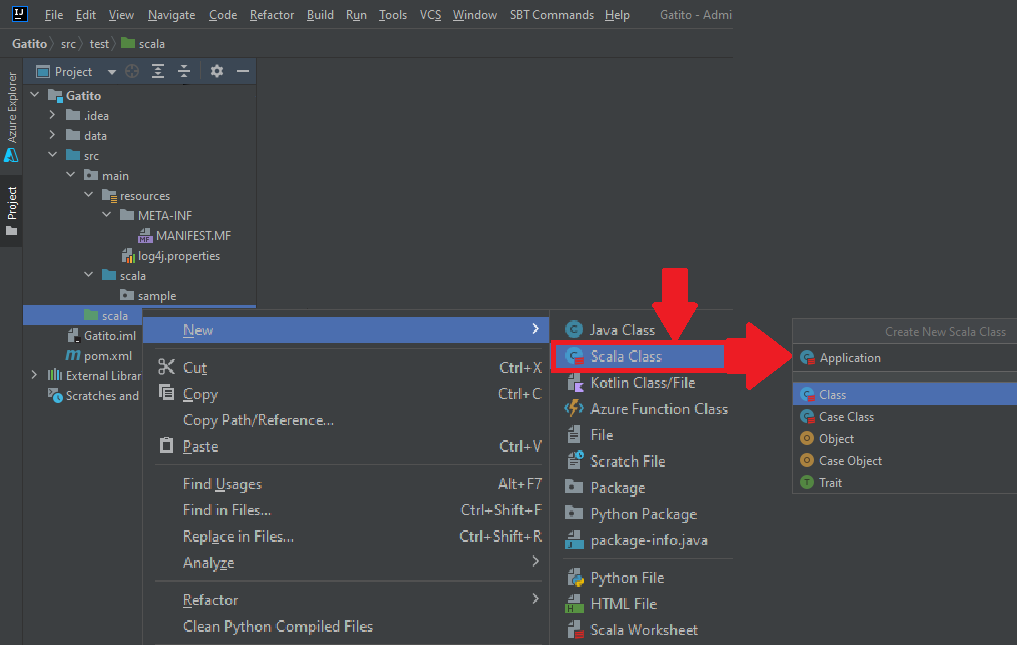 IJ File Edit View Navigate Code Refactor Build Run Tools VCS Window SBT Commands Help Gatito - Admi
Gatito src test scala
Azure Explorer
Project
Project
Gatito
.idea
data
src
main
resources
META-INF
MF MANIFEST.MF
log4j.properties
scala
sample
scala
Gatito.iml
m pom.xml
External Librar
Scratches and
New
Cut Ctrl+X
Copy Ctrl+C
Copy Path/Reference...
Paste Ctrl+V
Find Usages Alt+F7
Find in Files... Ctrl+Shift+F
Replace in Files... Ctrl+Shift+R
Analyze
Refactor
Clean Python Compiled Files
C Java Class
C Scala Class
Kotlin Class/File
Azure Function Class
File
Scratch File
Package
Python Package
J package-info.java
Python File
H HTML File
Scala Worksheet
Create New Scala Class
C Application
C Class
C Case Class
O Object
O Case Object
T Trait